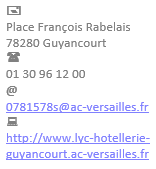 Place François Rabelais
78280 Guyancourt
01 30 96 12 00
@
0781578s@ac-versailles.fr
http://www.lyc-hotellerie-
guyancourt.ac-versailles.fr